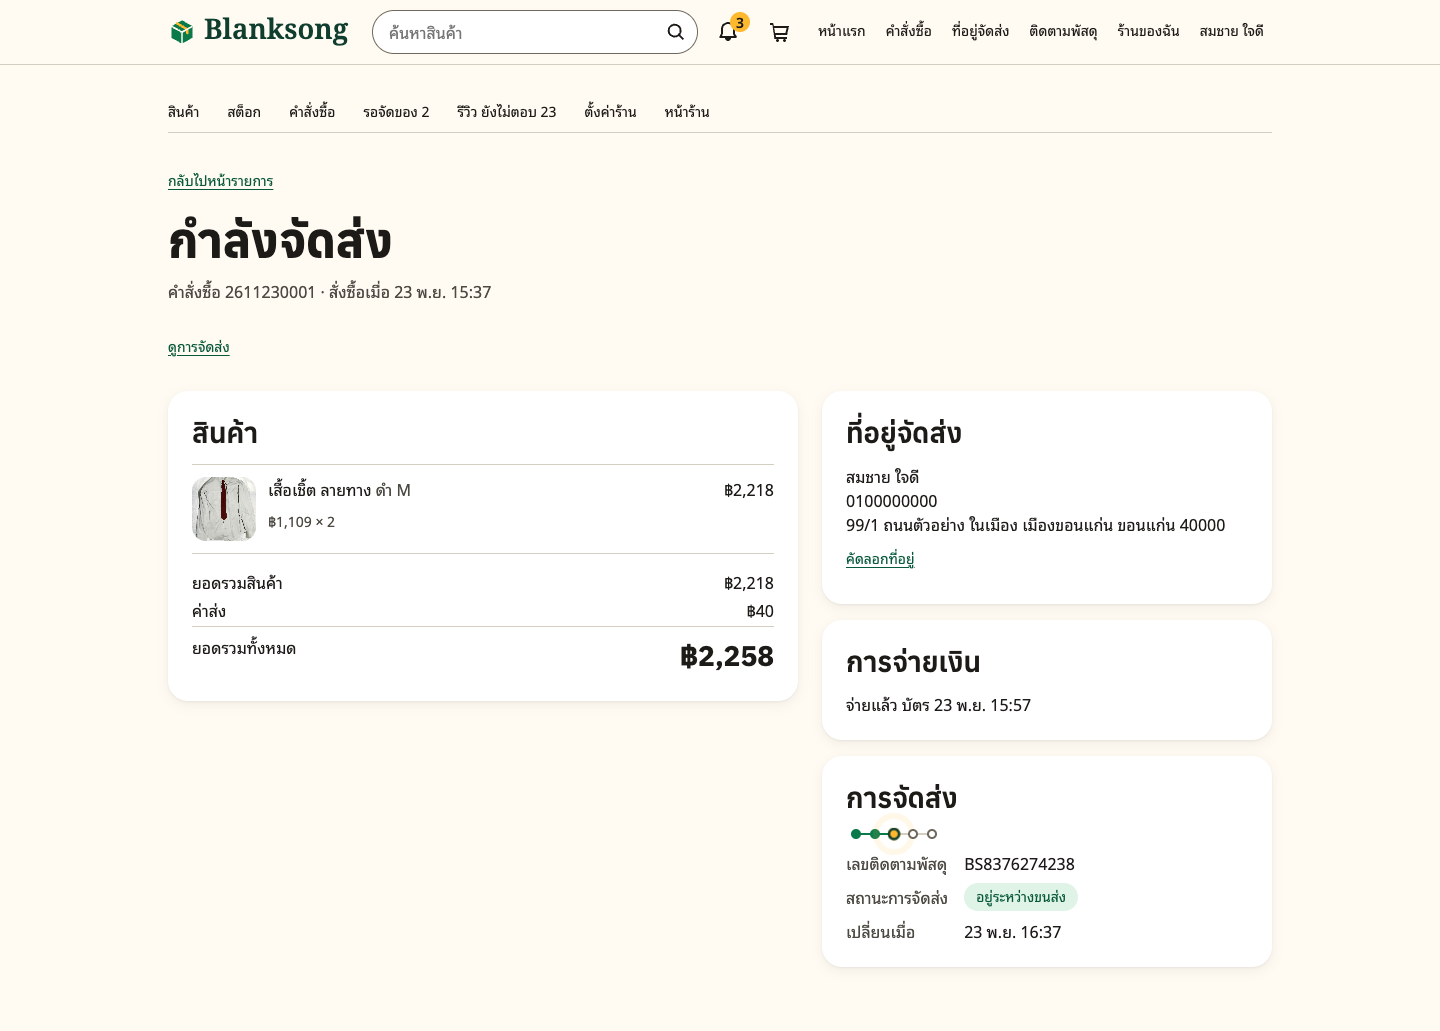 Blanksong
ค้นหาสินค้า
3
หน้าแรก
คำสั่งซื้อ
ที่อยู่จัดส่ง
ติดตามพัสดุ
ร้านของฉัน
สมชาย ใจดี
สินค้า
สต็อก
คำสั่งซื้อ
รอจัดของ 2
รีวิว ยังไม่ตอบ 23
ตั้งค่าร้าน
หน้าร้าน
กลับไปหน้ารายการ
กำลังจัดส่ง
คำสั่งซื้อ 2611230001 · สั่งซื้อเมื่อ 23 พ.ย. 15:37
ดูการจัดส่ง
สินค้า
เสื้อเชิ้ต ลายทาง ดำ M
฿2,218
฿1,109 × 2
ยอดรวมสินค้า
฿2,218
ค่าส่ง
฿40
ยอดรวมทั้งหมด
฿2,258
ที่อยู่จัดส่ง
สมชาย ใจดี
0100000000
99/1 ถนนตัวอย่าง ในเมือง เมืองขอนแก่น ขอนแก่น 40000
คัดลอกที่อยู่
การจ่ายเงิน
จ่ายแล้ว บัตร 23 พ.ย. 15:57
การจัดส่ง
เลขติดตามพัสดุ
BS8376274238
สถานะการจัดส่ง
อยู่ระหว่างขนส่ง
เปลี่ยนเมื่อ
23 พ.ย. 16:37